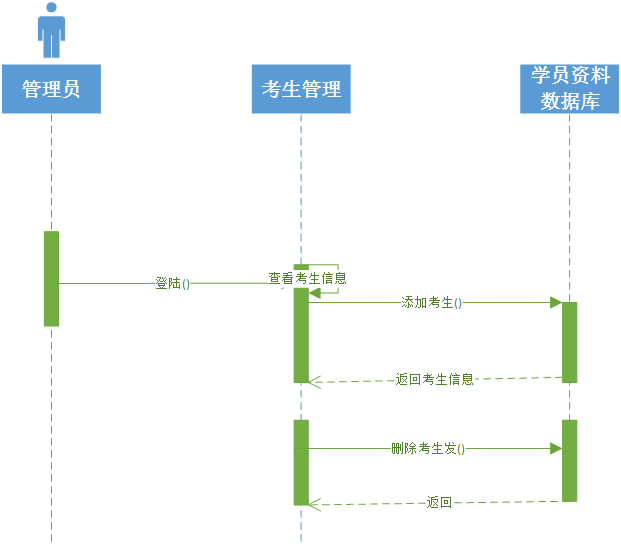 管理员
考生管理
学员资料
数据库
查看考生信息
登陆()
添加考生()
返回考生信息
删除考生发()
返回